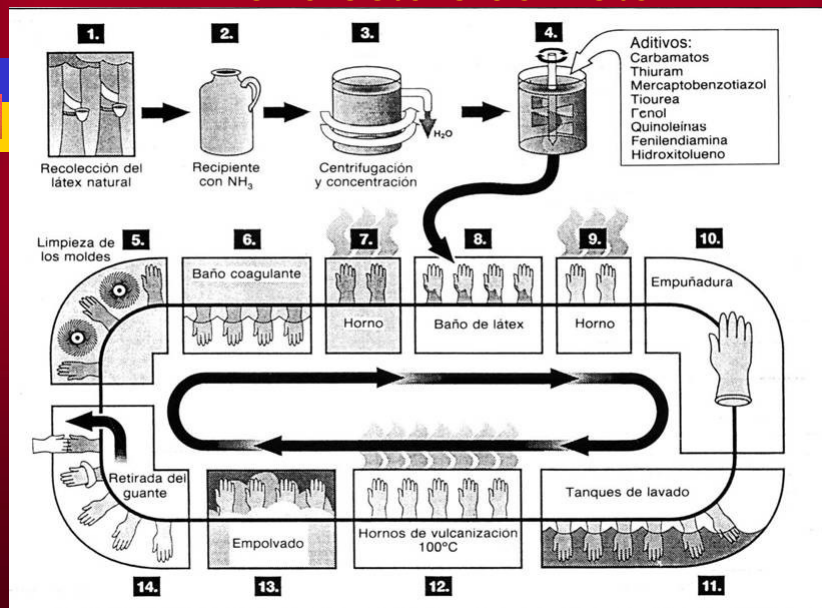 1.
Recolección del
látex natural
2.
Recipiente
con NH₃
3.
Centrifugación
y concentración
H₂O
4.
Aditivos:
Carbamatos
Thiuram
Mercaptobenzotiazol
Tiourea
Fenol
Quinoleínas
Fenilendiamina
Hidroxitolueno
Limpieza de
los moldes
5.
6.
Baño coagulante
7.
Horno
8.
Baño de látex
9.
Horno
10.
Empuñadura
Tanques de lavado
11.
Hornos de vulcanización
100°C
12.
Empolvado
13.
Retirada del
guante
14.